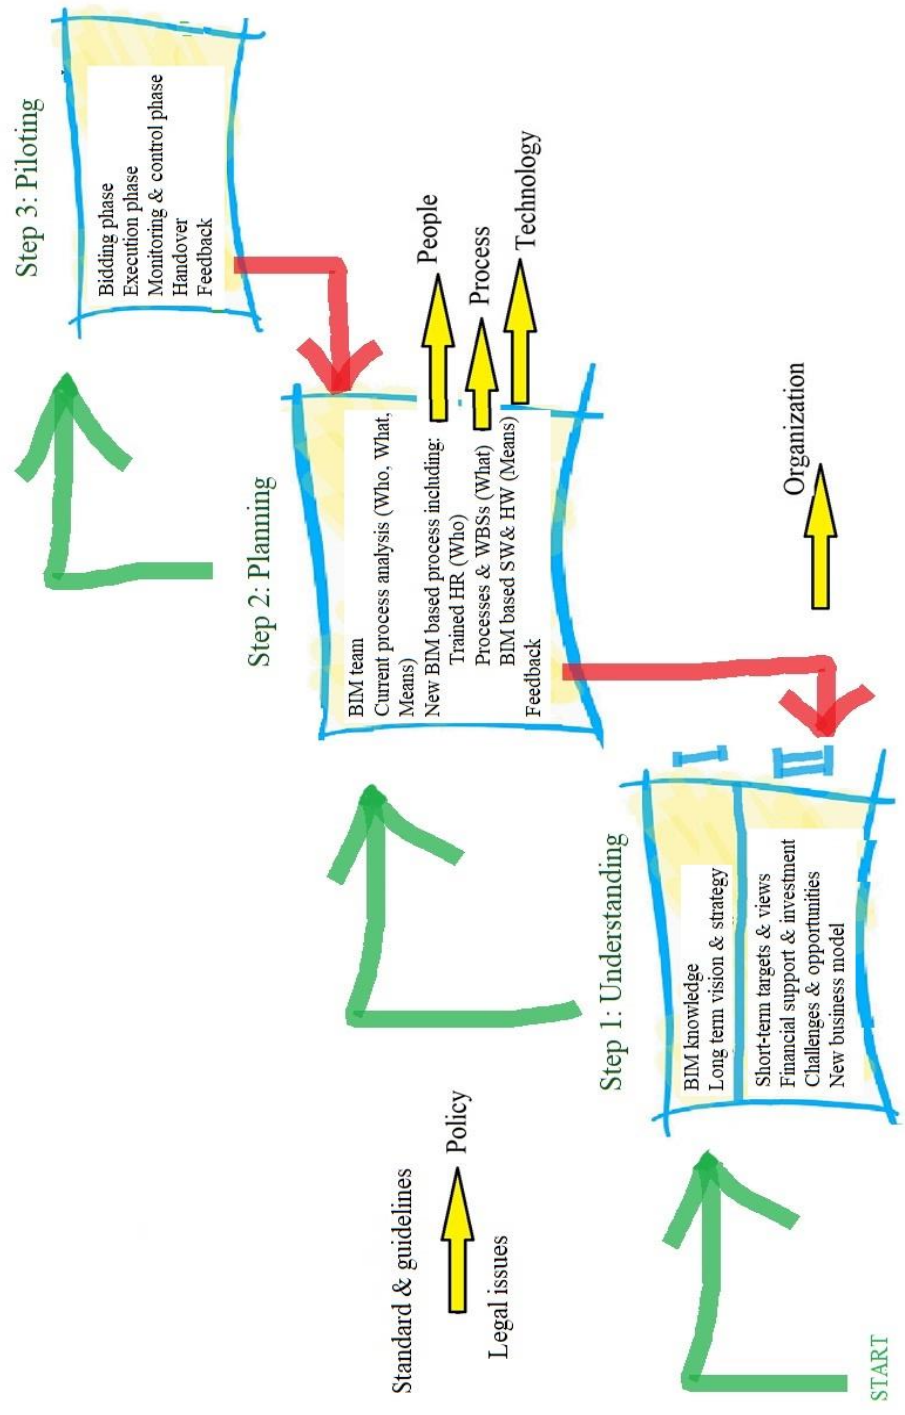 Step 3: Piloting
Bidding phase
Execution phase
Monitoring & control phase
Handover
Feedback
Step 2: Planning
BIM team
Current process analysis (Who, What,
Means)
New BIM based process including:
Trained HR (Who)
Processes & WBSs (What)
BIM based SW& HW (Means)
Feedback
People
Process
Technology
Standard & guidelines
Policy
Legal issues
Step 1: Understanding
BIM knowledge
Long term vision & strategy
Short-term targets & views
Financial support & investment
Challenges & opportunities
New business model
I
II
Organization
START